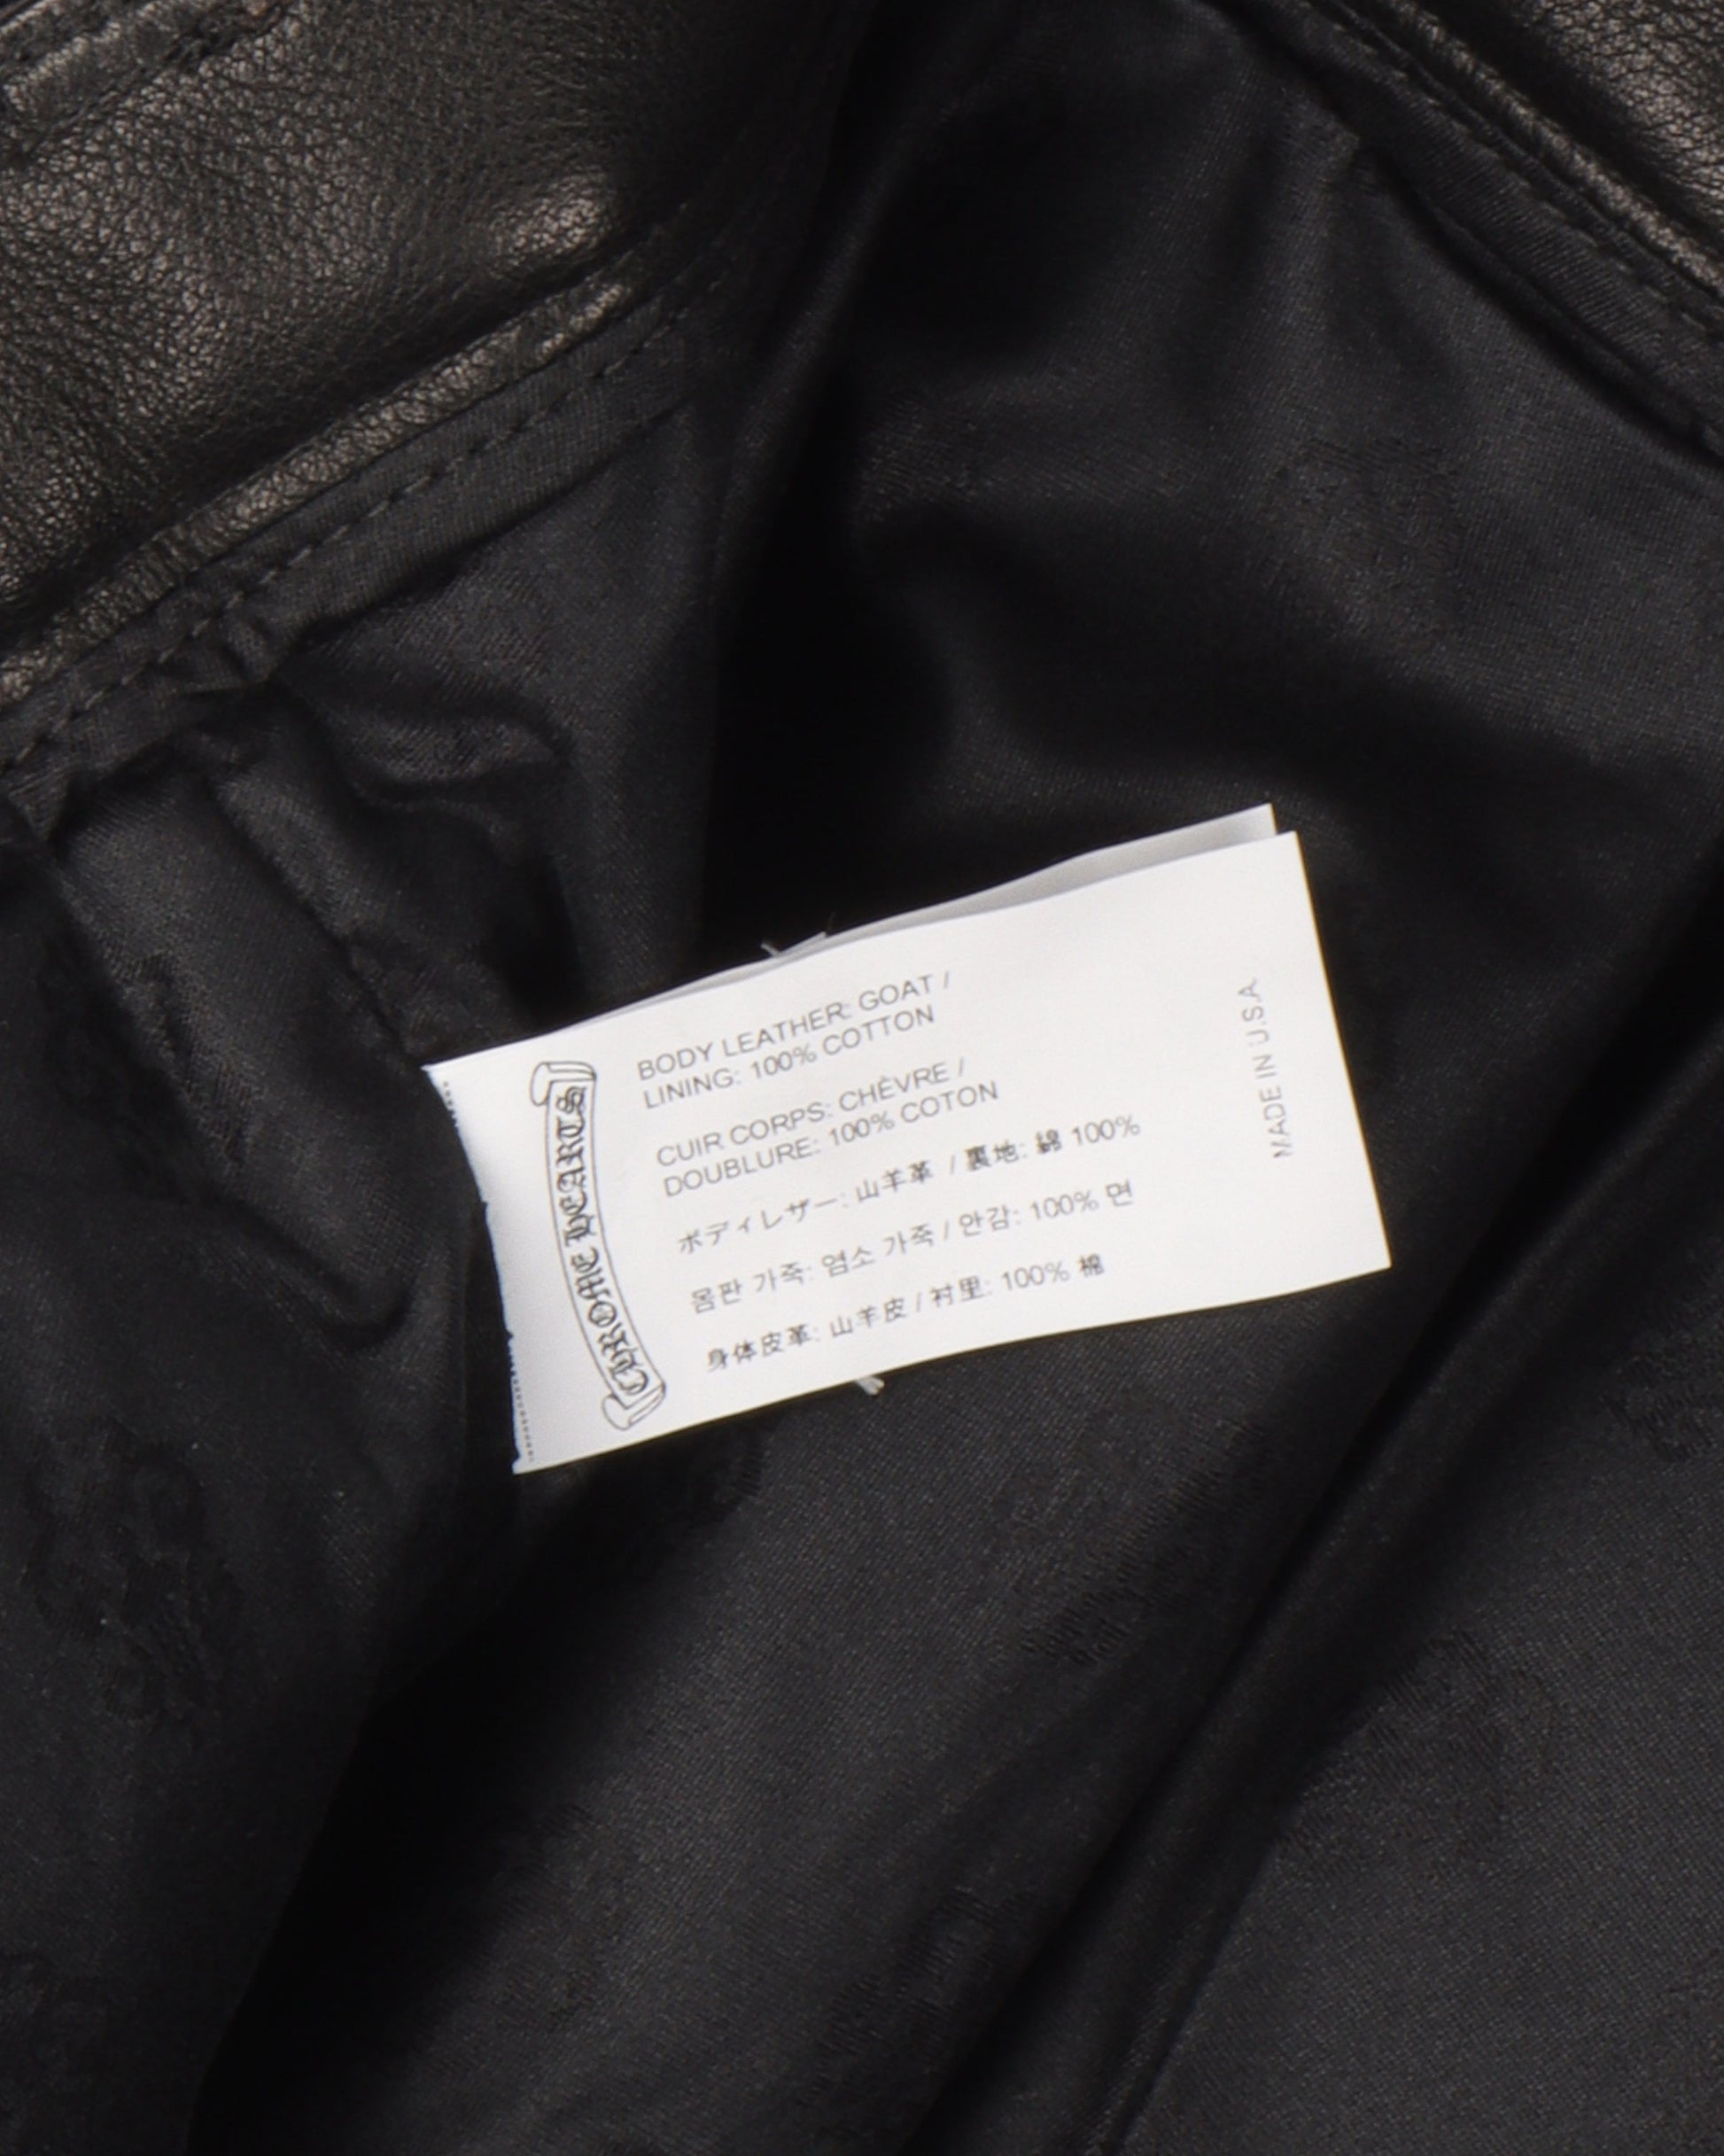 CHROME HEARTS
BODY LEATHER: GOAT /
LINING: 100% COTTON
CUIR CORPS: CHÈVRE /
DOUBLURE: 100% COTON
ボディレザー: 山羊革 / 裏地: 綿 100%
몸판 가죽: 염소 가죽 / 안감: 100% 면
身体皮革: 山羊皮 / 衬里: 100% 棉
MADE IN U.S.A